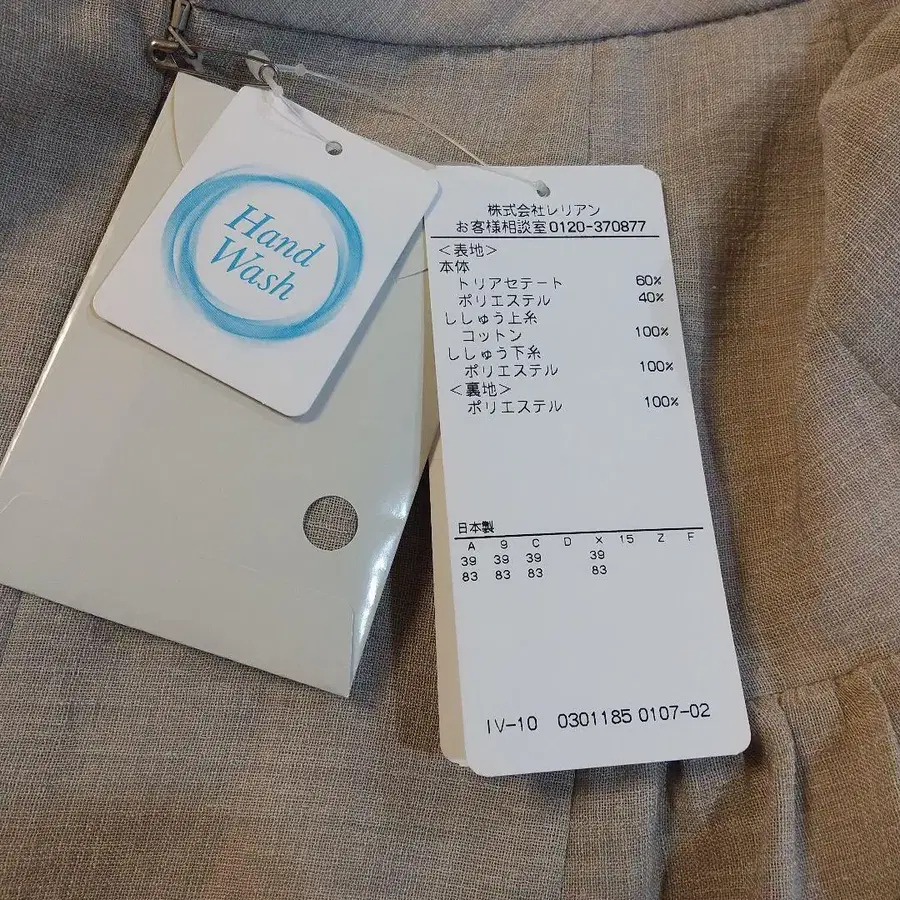 Hand
Wash
株式会社レリアン
お客様相談室0120-370877
＜表地＞
本体
トリアセテート 60%
ポリエステル 40%
ししゅう上糸
コットン 100%
ししゅう下糸
ポリエステル 100%
＜裏地＞
ポリエステル 100%
日本製
A 9 C D X 15 Z F
39 39 39 39
83 83 83 83
IV-10 0301185 0107-02